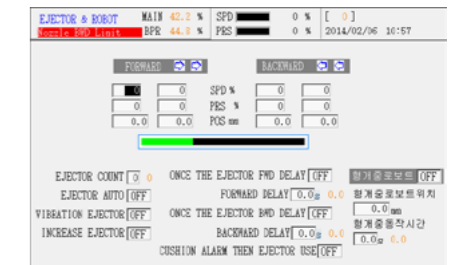 EJECTOR & ROBOT MAIN 42.2 % SPD 0 % [ 0 ]
Nozzle BWD Limit BPR 44.8 % PRS 0 % 2014/02/06 16:57
FORWARD BACKWARD
0 0 SPD % 0 0
0 0 PRS % 0 0
0.0 0.0 POS mm 0.0 0.0
EJECTOR COUNT 0 0 ONCE THE EJECTOR FWD DELAY OFF 형개중로보트 OFF
EJECTOR AUTO OFF FORWARD DELAY 0.0s 0.0 형개중로보트위치
VIBRATION EJECTOR OFF ONCE THE EJECTOR BWD DELAY OFF 0.0 mm
INCREASE EJECTOR OFF BACKWARD DELAY 0.0s 0.0 형개중동작시간
CUSHION ALARM THEN EJECTOR USE OFF 0.0s 0.0